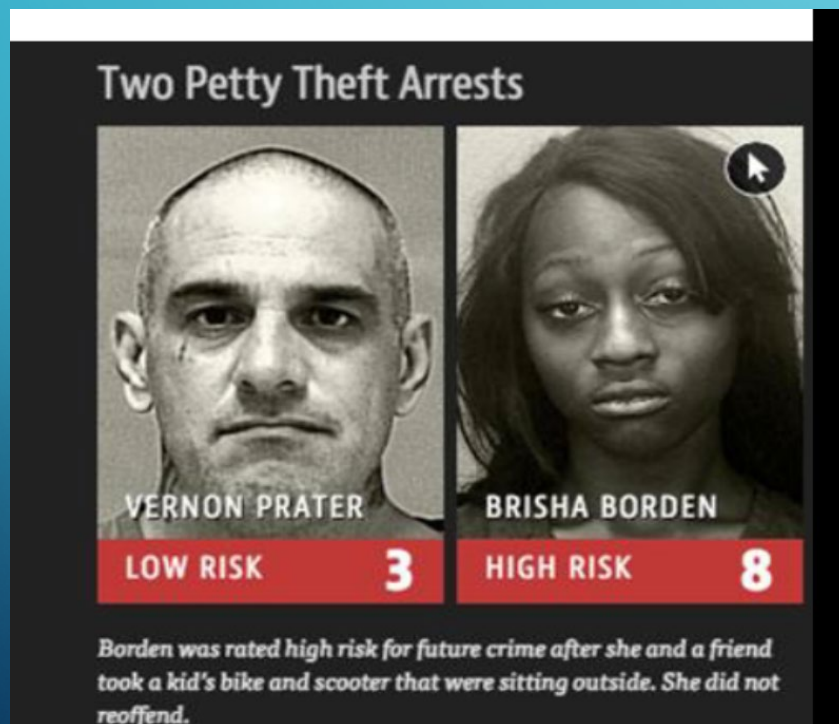 Two Petty Theft Arrests
VERNON PRATER
BRISHA BORDEN
LOW RISK 3
HIGH RISK 8
Borden was rated high risk for future crime after she and a friend
took a kid's bike and scooter that were sitting outside. She did not
reoffend.